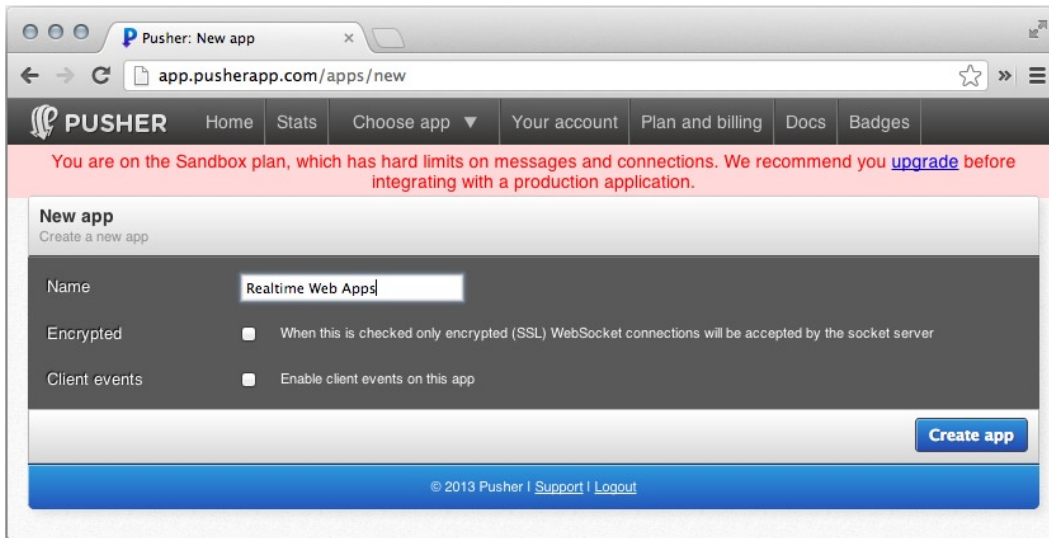 Pusher: New app
app.pusherapp.com/apps/new
PUSHER Home Stats Choose app ▼ Your account Plan and billing Docs Badges
You are on the Sandbox plan, which has hard limits on messages and connections. We recommend you upgrade before
integrating with a production application.
New app
Create a new app
Name Realtime Web Apps
Encrypted When this is checked only encrypted (SSL) WebSocket connections will be accepted by the socket server
Client events Enable client events on this app
Create app
© 2013 Pusher | Support | Logout